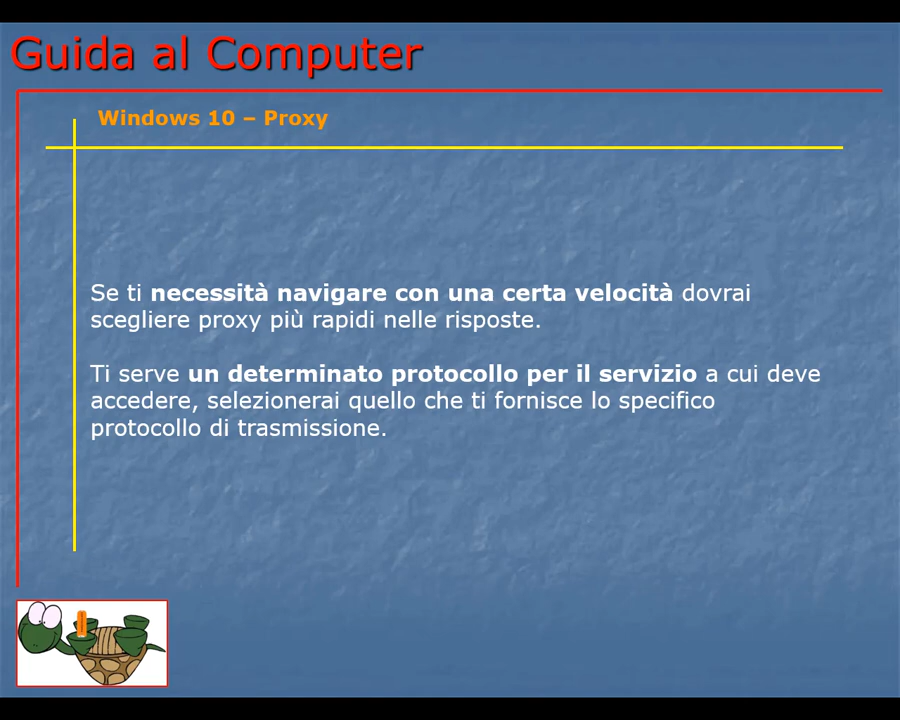 Guida al Computer
Windows 10 – Proxy
Se ti necessità navigare con una certa velocità dovrai
scegliere proxy più rapidi nelle risposte.
Ti serve un determinato protocollo per il servizio a cui deve
accedere, selezionerai quello che ti fornisce lo specifico
protocollo di trasmissione.